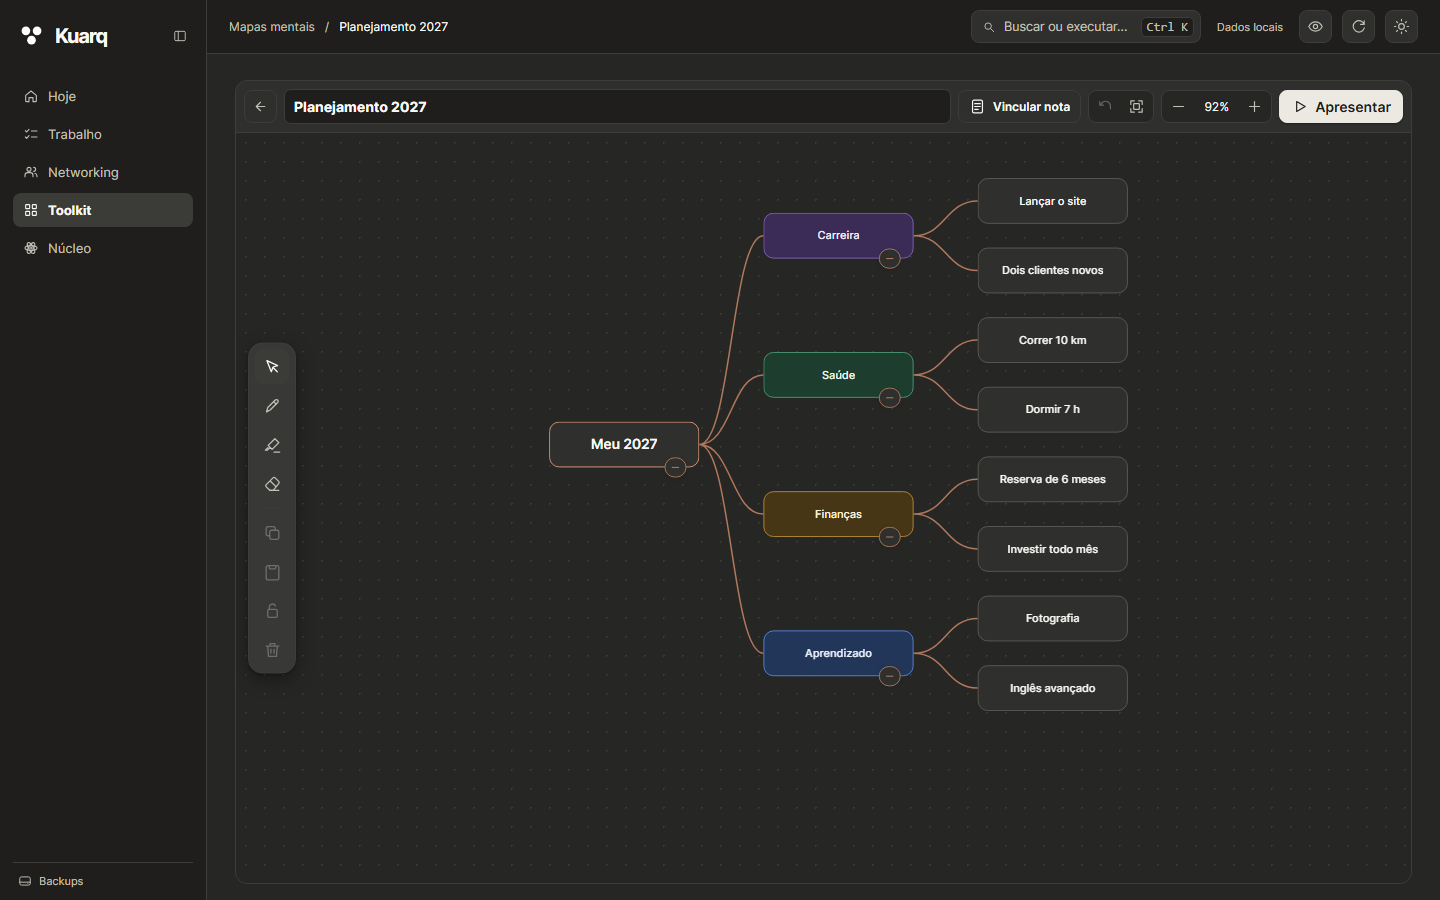 Kuarq
Mapas mentais / Planejamento 2027
Buscar ou executar... Ctrl K
Dados locais
Hoje
Trabalho
Networking
Toolkit
Núcleo
Backups
Planejamento 2027
Vincular nota
92%
Apresentar
Meu 2027
Carreira
Lançar o site
Dois clientes novos
Saúde
Correr 10 km
Dormir 7 h
Finanças
Reserva de 6 meses
Investir todo mês
Aprendizado
Fotografia
Inglês avançado